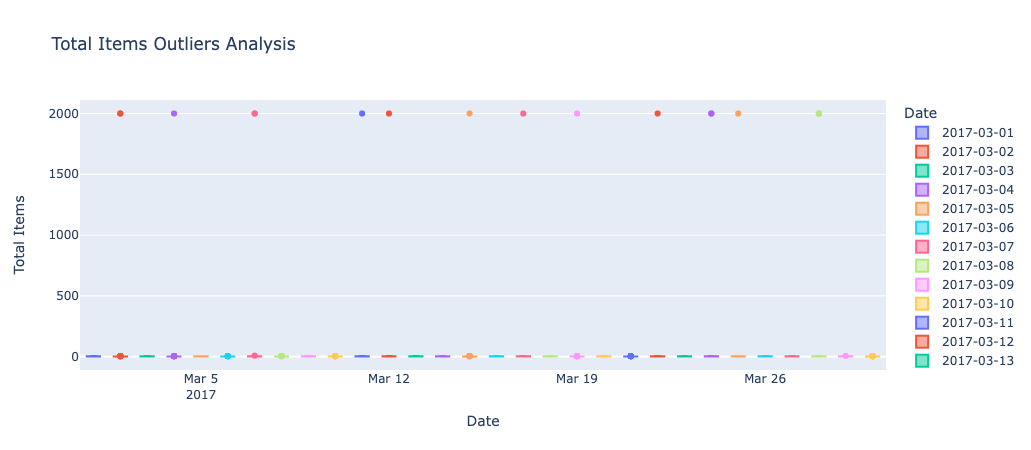 Total Items Outliers Analysis
2000
1500
1000
500
0
Total Items
Mar 5
2017
Mar 12
Mar 19
Mar 26
Date
Date
2017-03-01
2017-03-02
2017-03-03
2017-03-04
2017-03-05
2017-03-06
2017-03-07
2017-03-08
2017-03-09
2017-03-10
2017-03-11
2017-03-12
2017-03-13